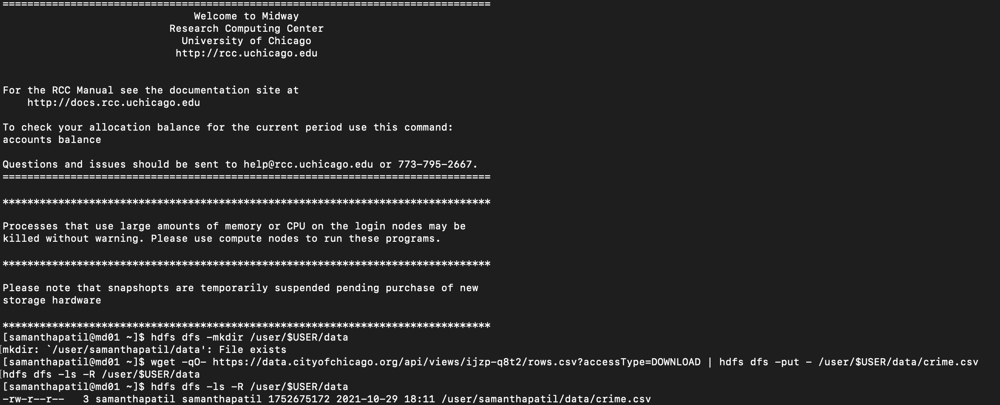 ===============================================================================
Welcome to Midway
Research Computing Center
University of Chicago
http://rcc.uchicago.edu
For the RCC Manual see the documentation site at
http://docs.rcc.uchicago.edu
To check your allocation balance for the current period use this command:
accounts balance
Questions and issues should be sent to help@rcc.uchicago.edu or 773-795-2667.
===============================================================================
*******************************************************************************
Processes that use large amounts of memory or CPU on the login nodes may be
killed without warning. Please use compute nodes to run these programs.
*******************************************************************************
Please note that snapshopts are temporarily suspended pending purchase of new
storage hardware
*******************************************************************************
[samanthapatil@md01 ~]$ hdfs dfs -mkdir /user/$USER/data
mkdir: `/user/samanthapatil/data': File exists
[samanthapatil@md01 ~]$ wget -qO- https://data.cityofchicago.org/api/views/ijzp-q8t2/rows.csv?accessType=DOWNLOAD | hdfs dfs -put - /user/$USER/data/crime.csv
hdfs dfs -ls -R /user/$USER/data
[samanthapatil@md01 ~]$ hdfs dfs -ls -R /user/$USER/data
-rw-r--r-- 3 samanthapatil samanthapatil 1752675172 2021-10-29 18:11 /user/samanthapatil/data/crime.csv